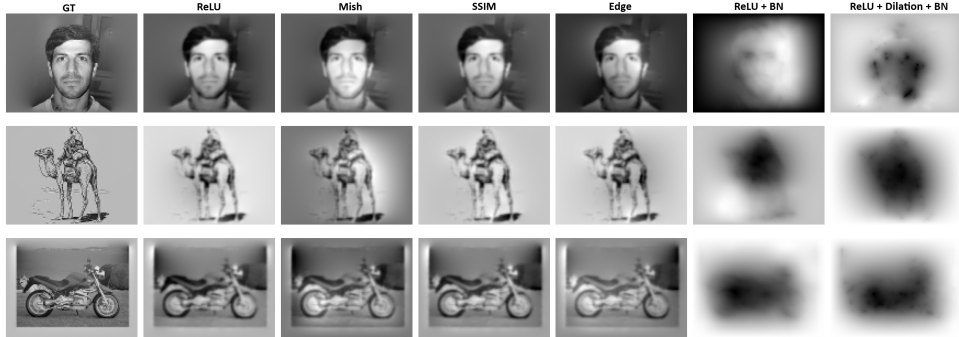 GT ReLU Mish SSIM Edge ReLU + BN ReLU + Dilation + BN